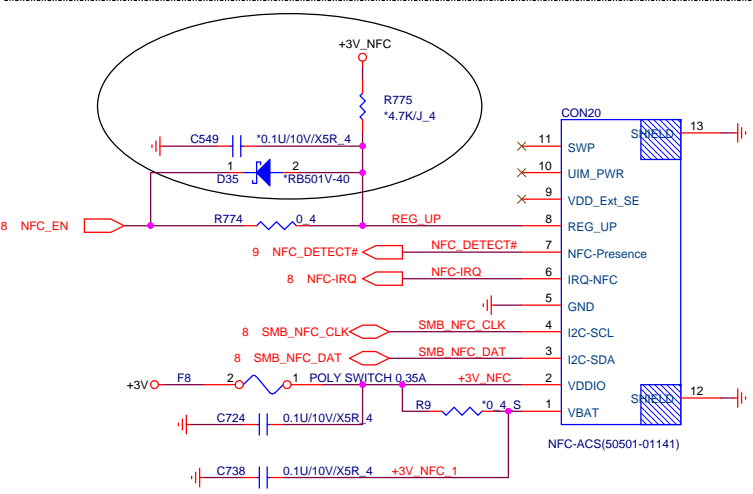 +3V_NFC
R775
*4.7K/J_4
CON20
C549 *0.1U/10V/X5R_4
SHIELD 13
11 SWP
1 2
D35 *RB501V-40
10 UIM_PWR
9 VDD_Ext_SE
8 NFC_EN R774 0_4 REG_UP 8 REG_UP
9 NFC_DETECT# NFC_DETECT# 7 NFC-Presence
8 NFC-IRQ NFC-IRQ 6 IRQ-NFC
5 GND
8 SMB_NFC_CLK SMB_NFC_CLK 4 I2C-SCL
8 SMB_NFC_DAT SMB_NFC_DAT 3 I2C-SDA
+3V F8 2 1 POLY SWITCH 0.35A +3V_NFC 2 VDDIO
SHIELD 12
R9 *0_4_S 1 VBAT
C724 0.1U/10V/X5R_4
NFC-ACS(50501-01141)
C738 0.1U/10V/X5R_4 +3V_NFC_1